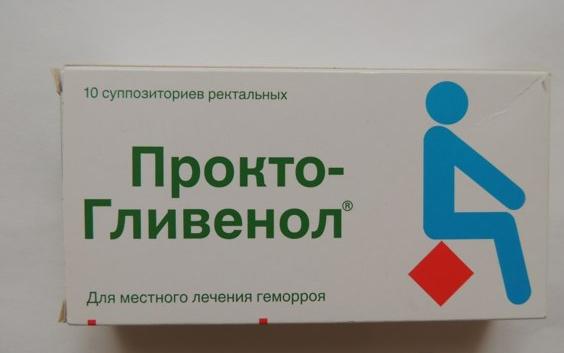 10 суппозиториев ректальных
Прокто-
Гливенол®
Для местного лечения геморроя